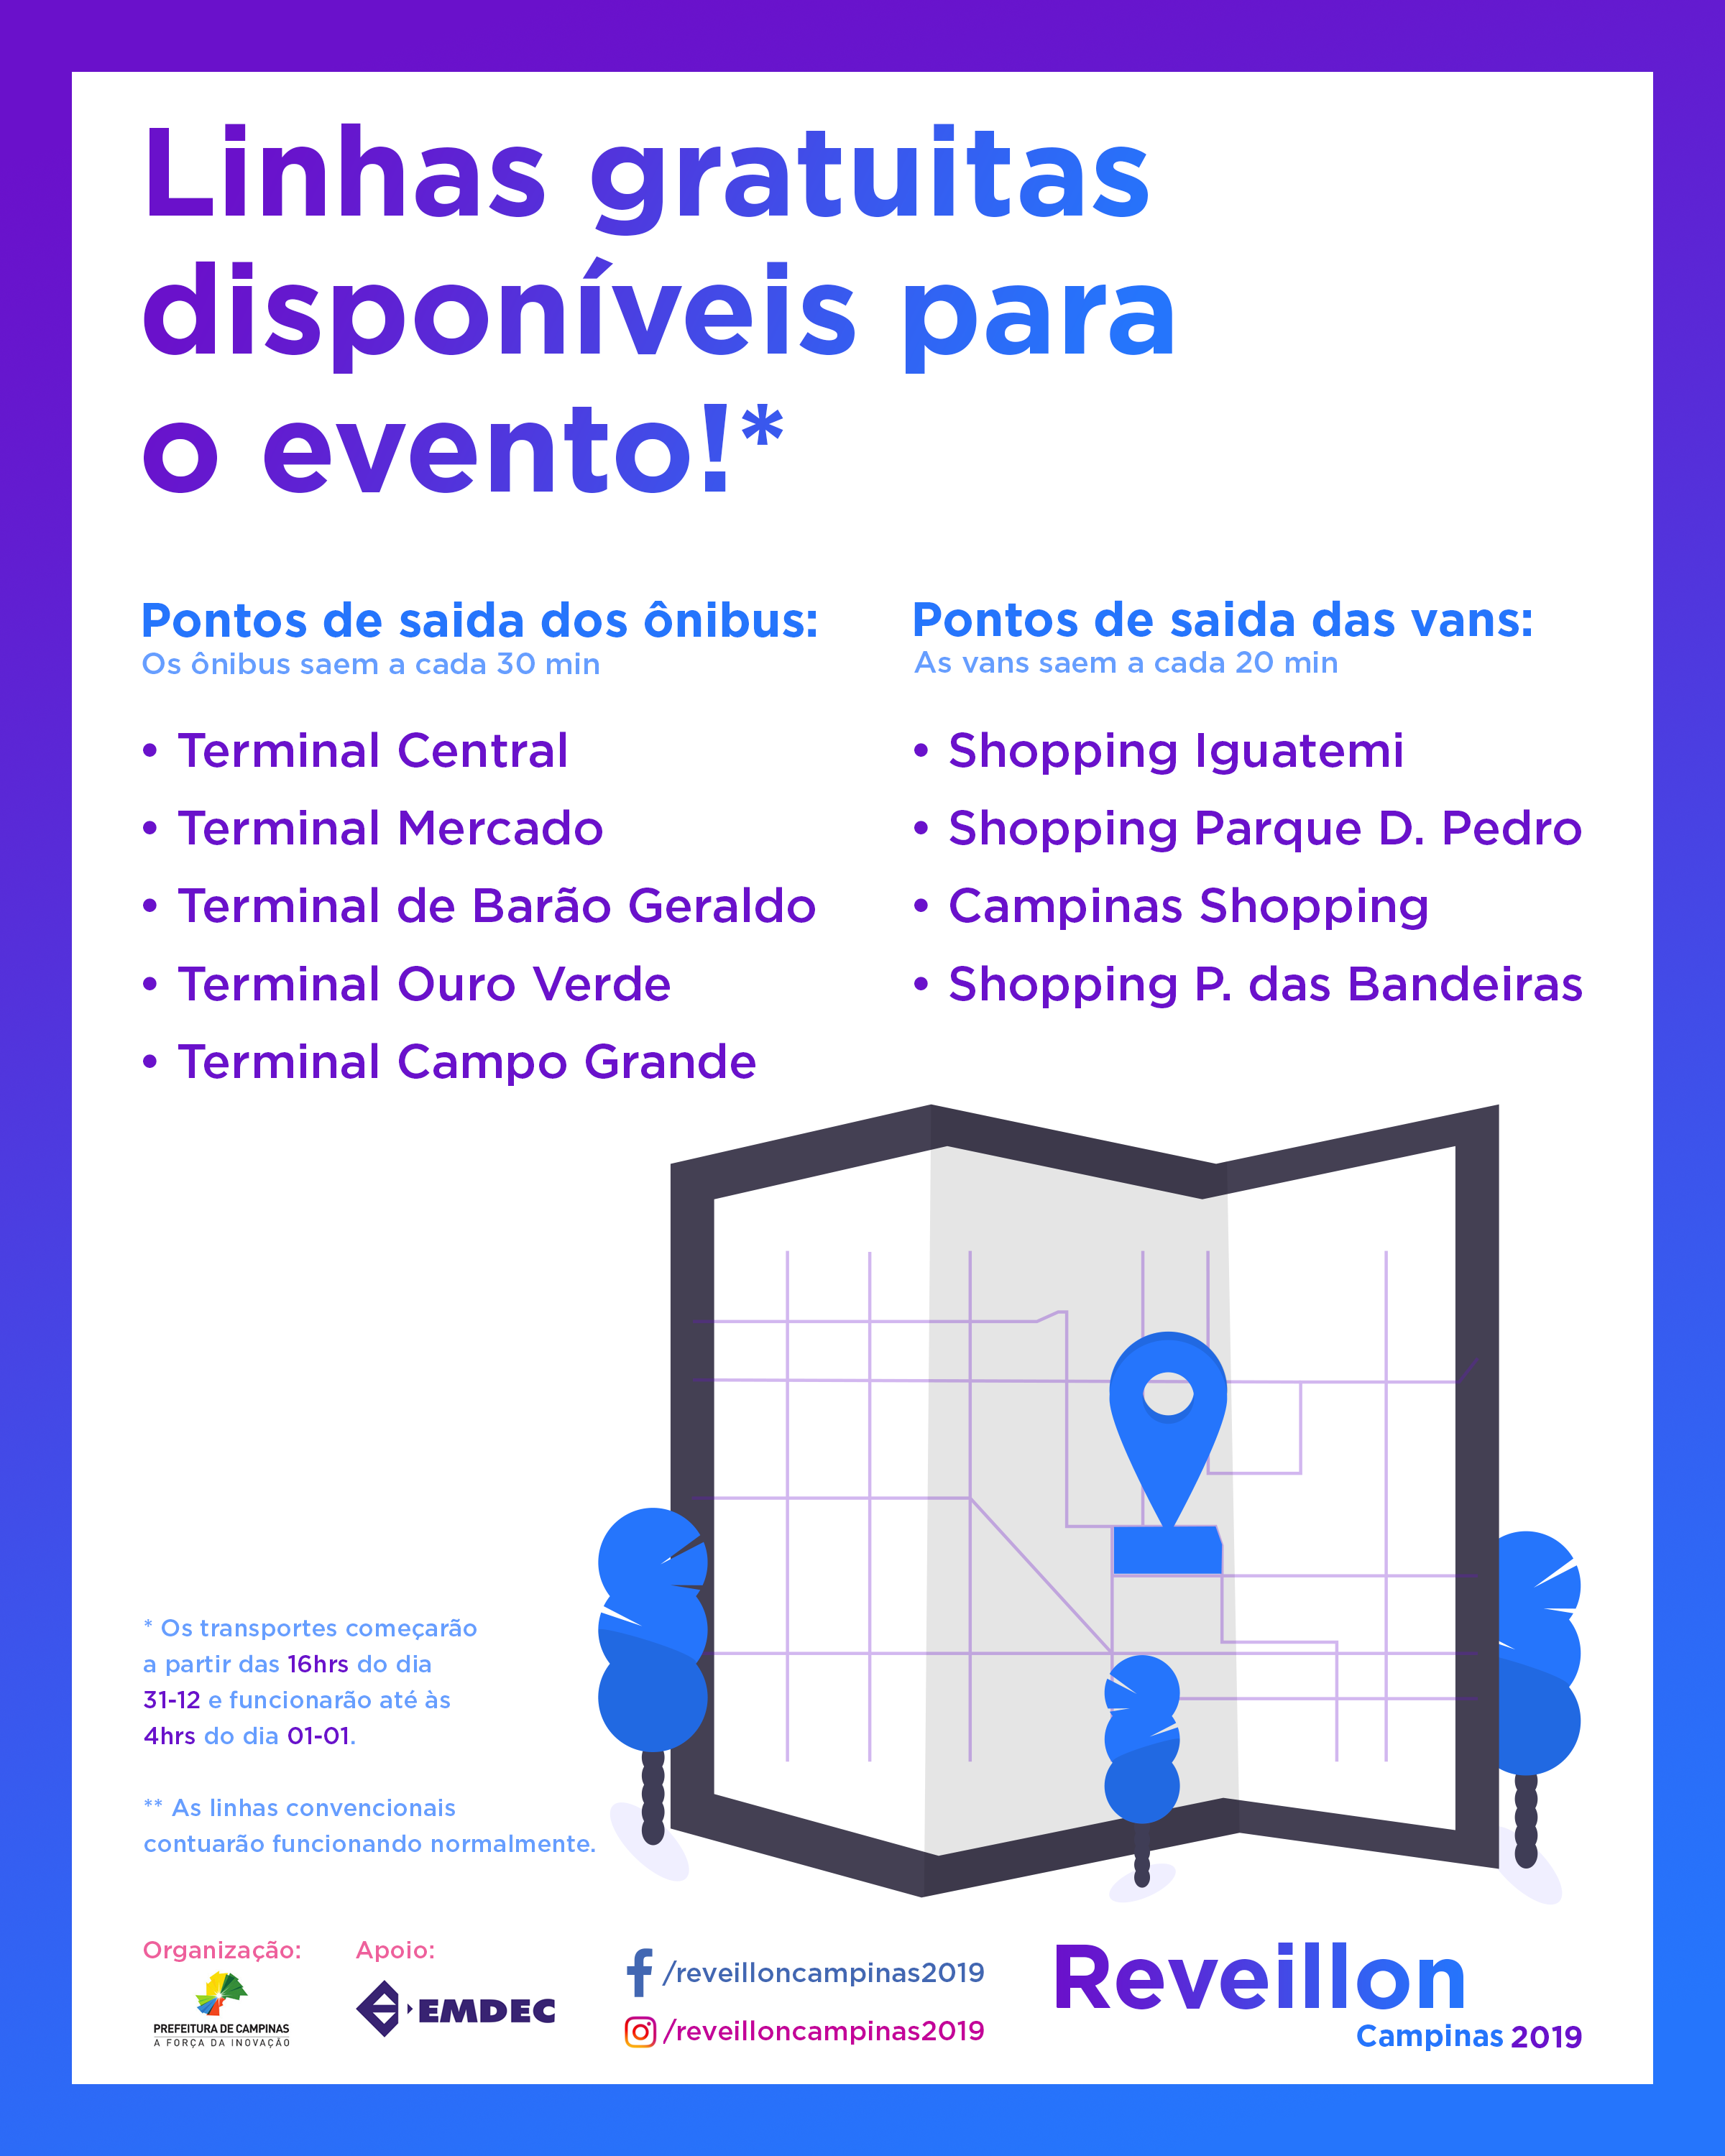 Linhas gratuitas
disponíveis para
o evento!*
Pontos de saida dos ônibus:
Os ônibus saem a cada 30 min
• Terminal Central
• Terminal Mercado
• Terminal de Barão Geraldo
• Terminal Ouro Verde
• Terminal Campo Grande
Pontos de saida das vans:
As vans saem a cada 20 min
• Shopping Iguatemi
• Shopping Parque D. Pedro
• Campinas Shopping
• Shopping P. das Bandeiras
* Os transportes começarão
a partir das 16hrs do dia
31-12 e funcionarão até às
4hrs do dia 01-01.
** As linhas convencionais
contuarão funcionando normalmente.
Organização:
PREFEITURA DE CAMPINAS
A FORÇA DA INOVAÇÃO
Apoio:
EMDEC
/reveilloncampinas2019
/reveilloncampinas2019
Reveillon
Campinas 2019